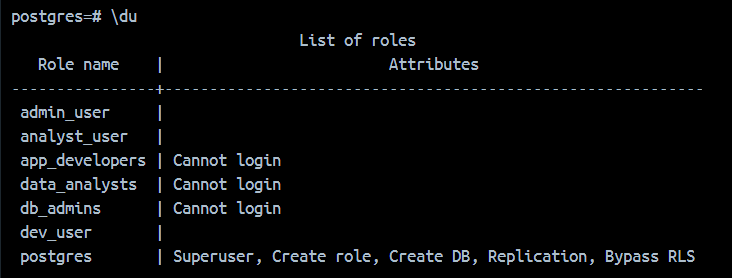 postgres=# \du
                                   List of roles
   Role name    |                         Attributes
----------------+------------------------------------------------------------
 admin_user     |
 analyst_user   |
 app_developers | Cannot login
 data_analysts  | Cannot login
 db_admins      | Cannot login
 dev_user       |
 postgres       | Superuser, Create role, Create DB, Replication, Bypass RLS